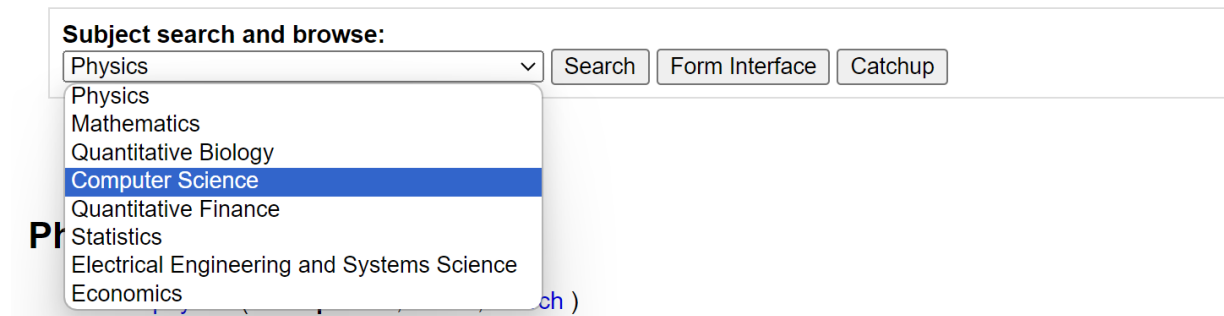 Subject search and browse:
Physics Search Form Interface Catchup
Physics
Mathematics
Quantitative Biology
Computer Science
Quantitative Finance
Statistics
Electrical Engineering and Systems Science
Economics